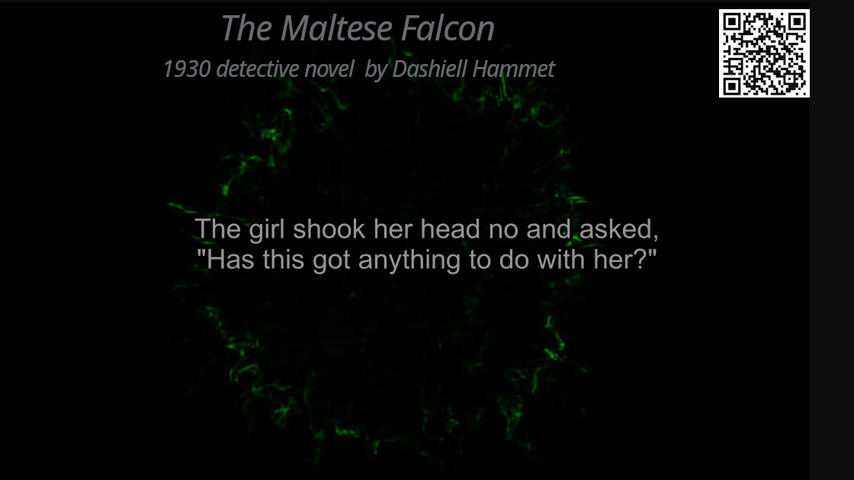 The Maltese Falcon
1930 detective novel  by Dashiell Hammet
The girl shook her head no and asked,
"Has this got anything to do with her?"